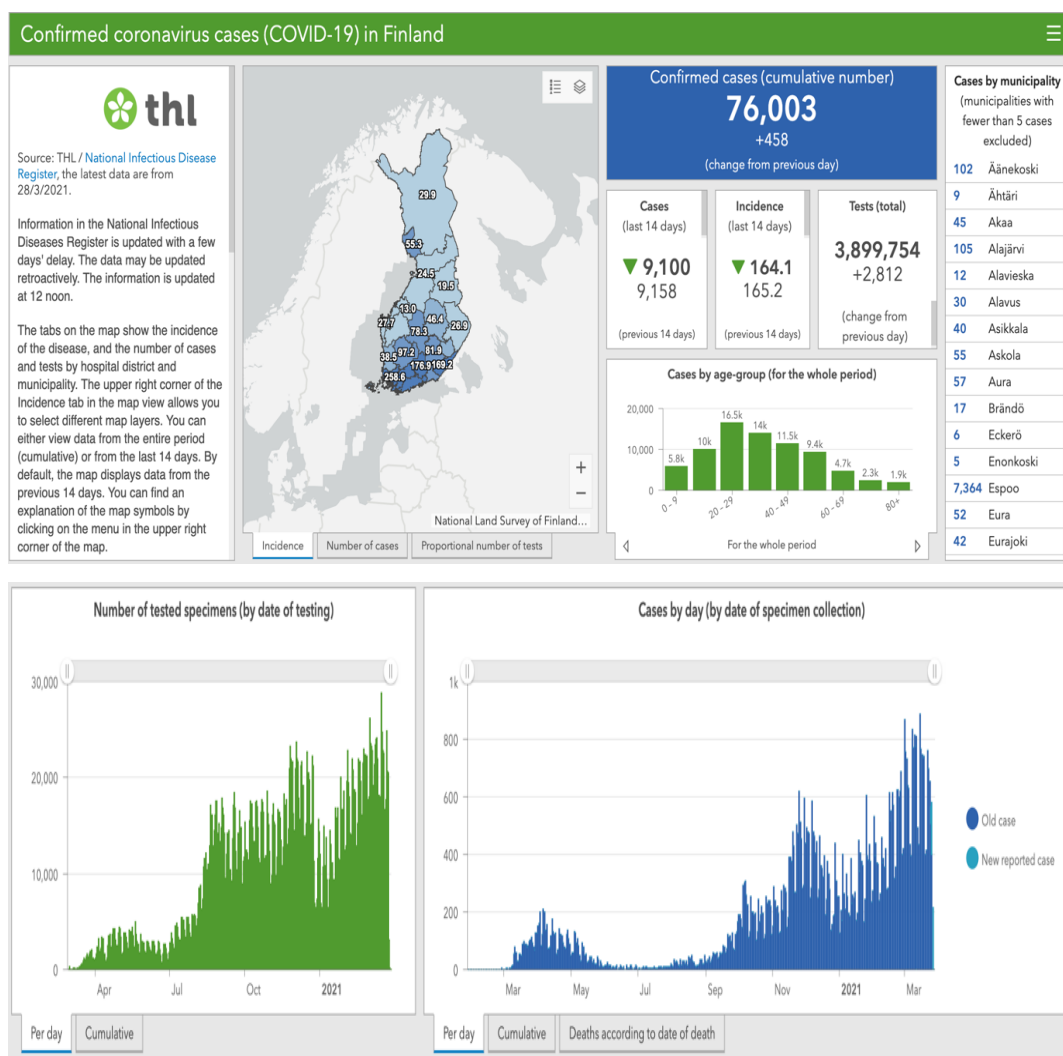 Confirmed coronavirus cases (COVID-19) in Finland
thl
Source: THL / National Infectious Disease
Register, the latest data are from
28/3/2021.
Information in the National Infectious
Diseases Register is updated with a few
days' delay. The data may be updated
retroactively. The information is updated
at 12 noon.
The tabs on the map show the incidence
of the disease, and the number of cases
and tests by hospital district and
municipality. The upper right corner of the
Incidence tab in the map view allows you
to select different map layers. You can
either view data from the entire period
(cumulative) or from the last 14 days. By
default, the map displays data from the
previous 14 days. You can find an
explanation of the map symbols by
clicking on the menu in the upper right
corner of the map.
29.9
55.3
24.5
19.5
13.0
27.7
46.4
78.3
26.9
38.5
97.2
81.9
176.9
169.2
258.6
+
−
National Land Survey of Finland...
Incidence
Number of cases
Proportional number of tests
Confirmed cases (cumulative number)
76,003
+458
(change from previous day)
Cases
(last 14 days)
▼ 9,100
9,158
(previous 14 days)
Incidence
(last 14 days)
▼ 164.1
165.2
(previous 14 days)
Tests (total)
3,899,754
+2,812
(change from
previous day)
Cases by age-group (for the whole period)
20,000
10,000
0
5.8k
10k
16.5k
14k
11.5k
9.4k
4.7k
2.3k
1.9k
0 - 9
20 - 29
40 - 49
60 - 69
80+
For the whole period
Cases by municipality
(municipalities with
fewer than 5 cases
excluded)
102 Äänekoski
9 Ähtäri
45 Akaa
105 Alajärvi
12 Alavieska
30 Alavus
40 Asikkala
55 Askola
57 Aura
17 Brändö
6 Eckerö
5 Enonkoski
7,364 Espoo
52 Eura
42 Eurajoki
Number of tested specimens (by date of testing)
30,000
20,000
10,000
0
Apr
Jul
Oct
2021
Per day
Cumulative
Cases by day (by date of specimen collection)
1k
800
600
400
200
0
Mar
May
Jul
Sep
Nov
2021
Mar
Old case
New reported case
Per day
Cumulative
Deaths according to date of death